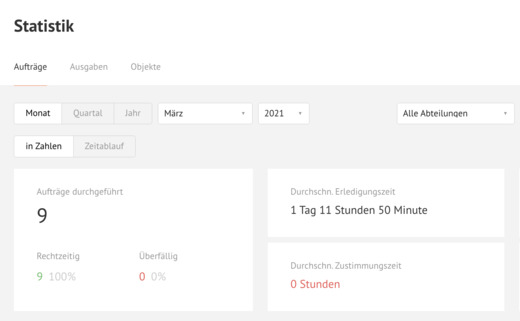 Statistik
Aufträge Ausgaben Objekte
Monat Quartal Jahr März 2021 Alle Abteilungen
in Zahlen Zeitablauf
Aufträge durchgeführt
9
Rechtzeitig Überfällig
9 100% 0 0%
Durchschn. Erledigungszeit
1 Tag 11 Stunden 50 Minute
Durchschn. Zustimmungszeit
0 Stunden